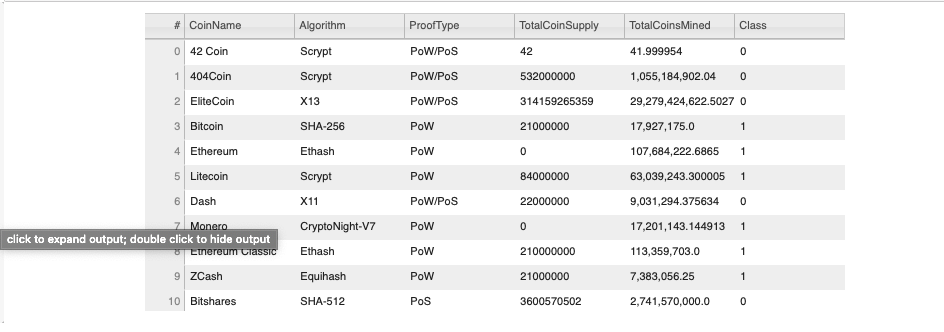 # CoinName Algorithm ProofType TotalCoinSupply TotalCoinsMined Class
0 42 Coin Scrypt PoW/PoS 42 41.999954 0
1 404Coin Scrypt PoW/PoS 532000000 1,055,184,902.04 0
2 EliteCoin X13 PoW/PoS 314159265359 29,279,424,622.5027 0
3 Bitcoin SHA-256 PoW 21000000 17,927,175.0 1
4 Ethereum Ethash PoW 0 107,684,222.6865 1
5 Litecoin Scrypt PoW 84000000 63,039,243.300005 1
6 Dash X11 PoW/PoS 22000000 9,031,294.375634 0
7 Monero CryptoNight-V7 PoW 0 17,201,143.144913 1
click to expand output; double click to hide output
8 Ethereum Classic Ethash PoW 210000000 113,359,703.0 1
9 ZCash Equihash PoW 21000000 7,383,056.25 1
10 Bitshares SHA-512 PoS 3600570502 2,741,570,000.0 0